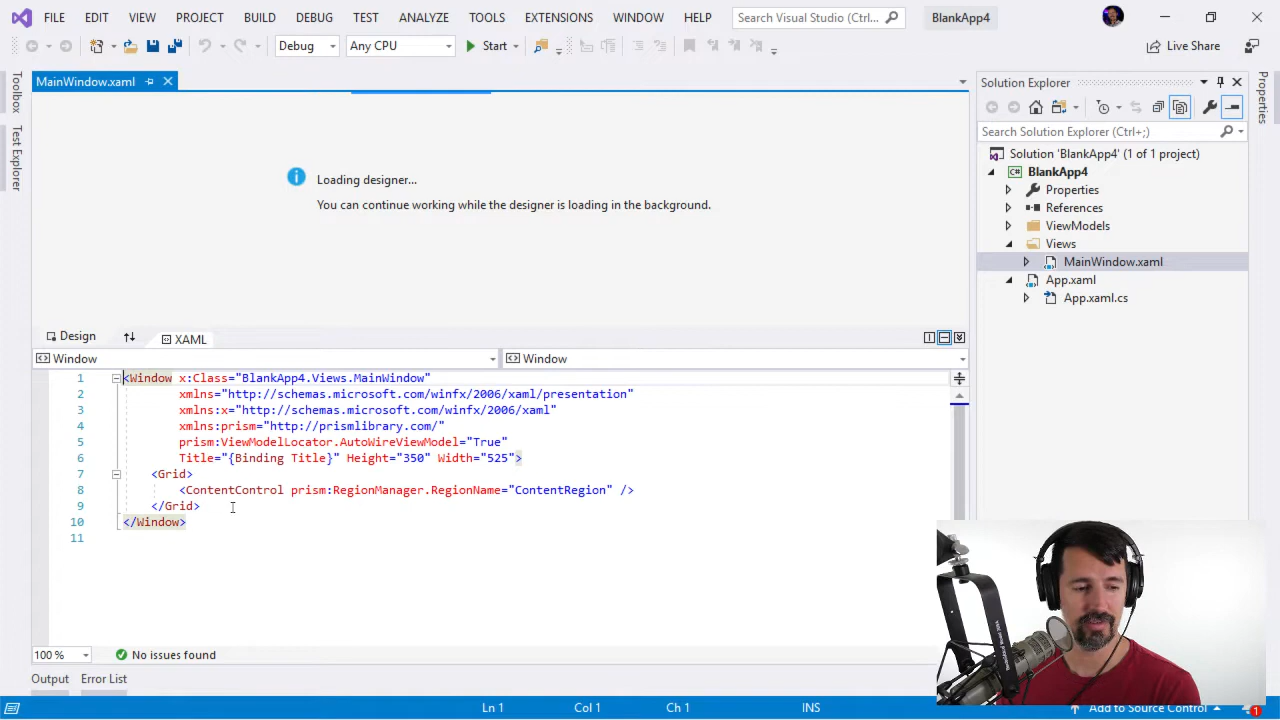 FILE EDIT VIEW PROJECT BUILD DEBUG TEST ANALYZE TOOLS EXTENSIONS WINDOW HELP Search Visual Studio (Ctrl+... BlankApp4
Debug Any CPU Start Live Share
MainWindow.xaml
Toolbox
Test Explorer
Loading designer...
You can continue working while the designer is loading in the background.
Design XAML
Window Window
1 <Window x:Class="BlankApp4.Views.MainWindow"
2 xmlns="http://schemas.microsoft.com/winfx/2006/xaml/presentation"
3 xmlns:x="http://schemas.microsoft.com/winfx/2006/xaml"
4 xmlns:prism="http://prismlibrary.com/"
5 prism:ViewModelLocator.AutoWireViewModel="True"
6 Title="{Binding Title}" Height="350" Width="525">
7 <Grid>
8 <ContentControl prism:RegionManager.RegionName="ContentRegion" />
9 </Grid>
10 </Window>
11
100 % No issues found
Output Error List
Ln 1 Col 1 Ch 1 INS Add to Source Control 1
Solution Explorer
Search Solution Explorer (Ctrl+;)
Solution 'BlankApp4' (1 of 1 project)
C# BlankApp4
Properties
References
ViewModels
Views
MainWindow.xaml
App.xaml
App.xaml.cs
Properties